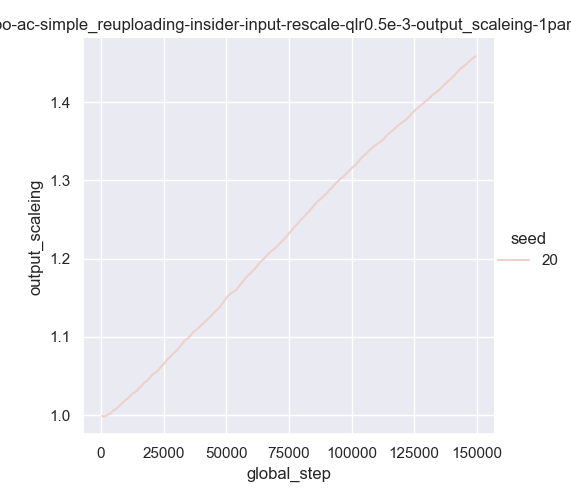 oo-ac-simple_reuploading-insider-input-rescale-qlr0.5e-3-output_scaleing-1par
1.4
1.3
1.2
1.1
1.0
output_scaleing
0 25000 50000 75000 100000 125000 150000
global_step
seed
20